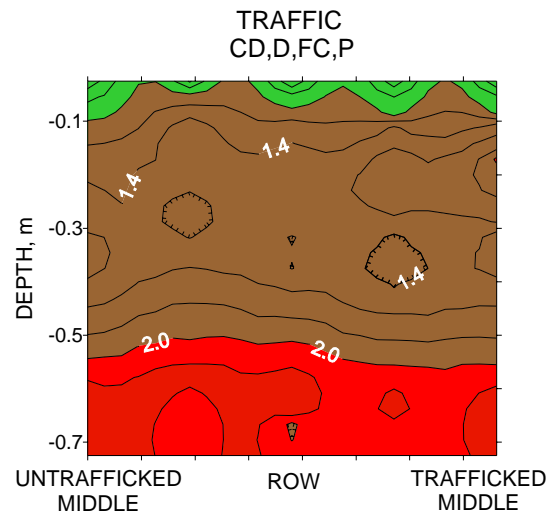 TRAFFIC
CD,D,FC,P
-0.1
1.4
1.4
-0.3
1.4
DEPTH, m
-0.5
2.0
2.0
-0.7
UNTRAFFICKED
MIDDLE
ROW
TRAFFICKED
MIDDLE